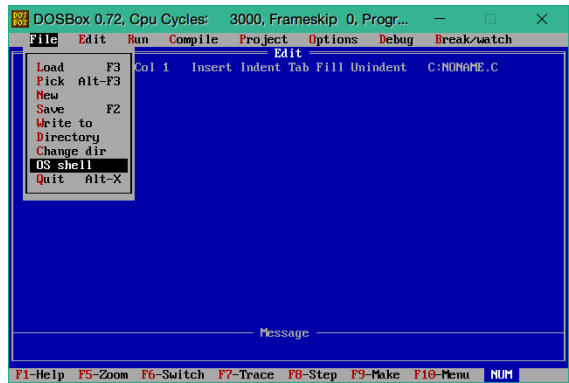 DOS BOX DOSBox 0.72, Cpu Cycles: 3000, Frameskip 0, Progr...
File Edit Run Compile Project Options Debug Break/watch
Edit
Col 1 Insert Indent Tab Fill Unindent C:NONAME.C
Load F3
Pick Alt-F3
New
Save F2
Write to
Directory
Change dir
OS shell
Quit Alt-X
Message
F1-Help F5-Zoom F6-Switch F7-Trace F8-Step F9-Make F10-Menu NUM